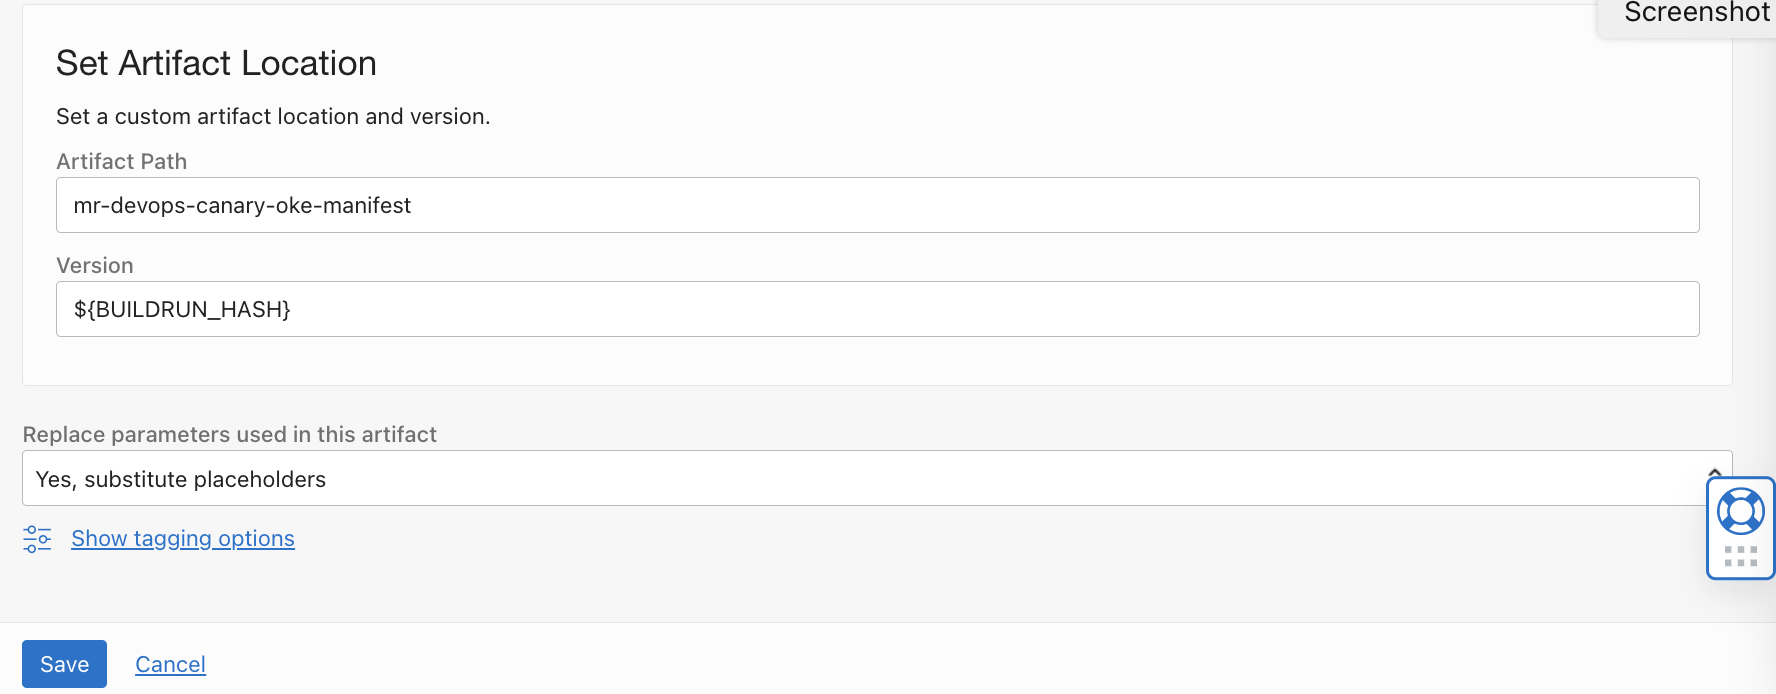 Screenshot
Set Artifact Location
Set a custom artifact location and version.
Artifact Path
mr-devops-canary-oke-manifest
Version
${BUILDRUN_HASH}
Replace parameters used in this artifact
Yes, substitute placeholders
Show tagging options
Save Cancel